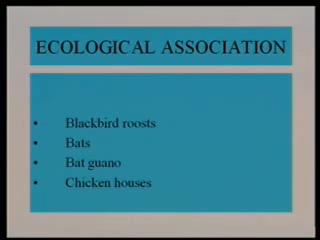 ECOLOGICAL ASSOCIATION
• Blackbird roosts
• Bats
• Bat guano
• Chicken houses